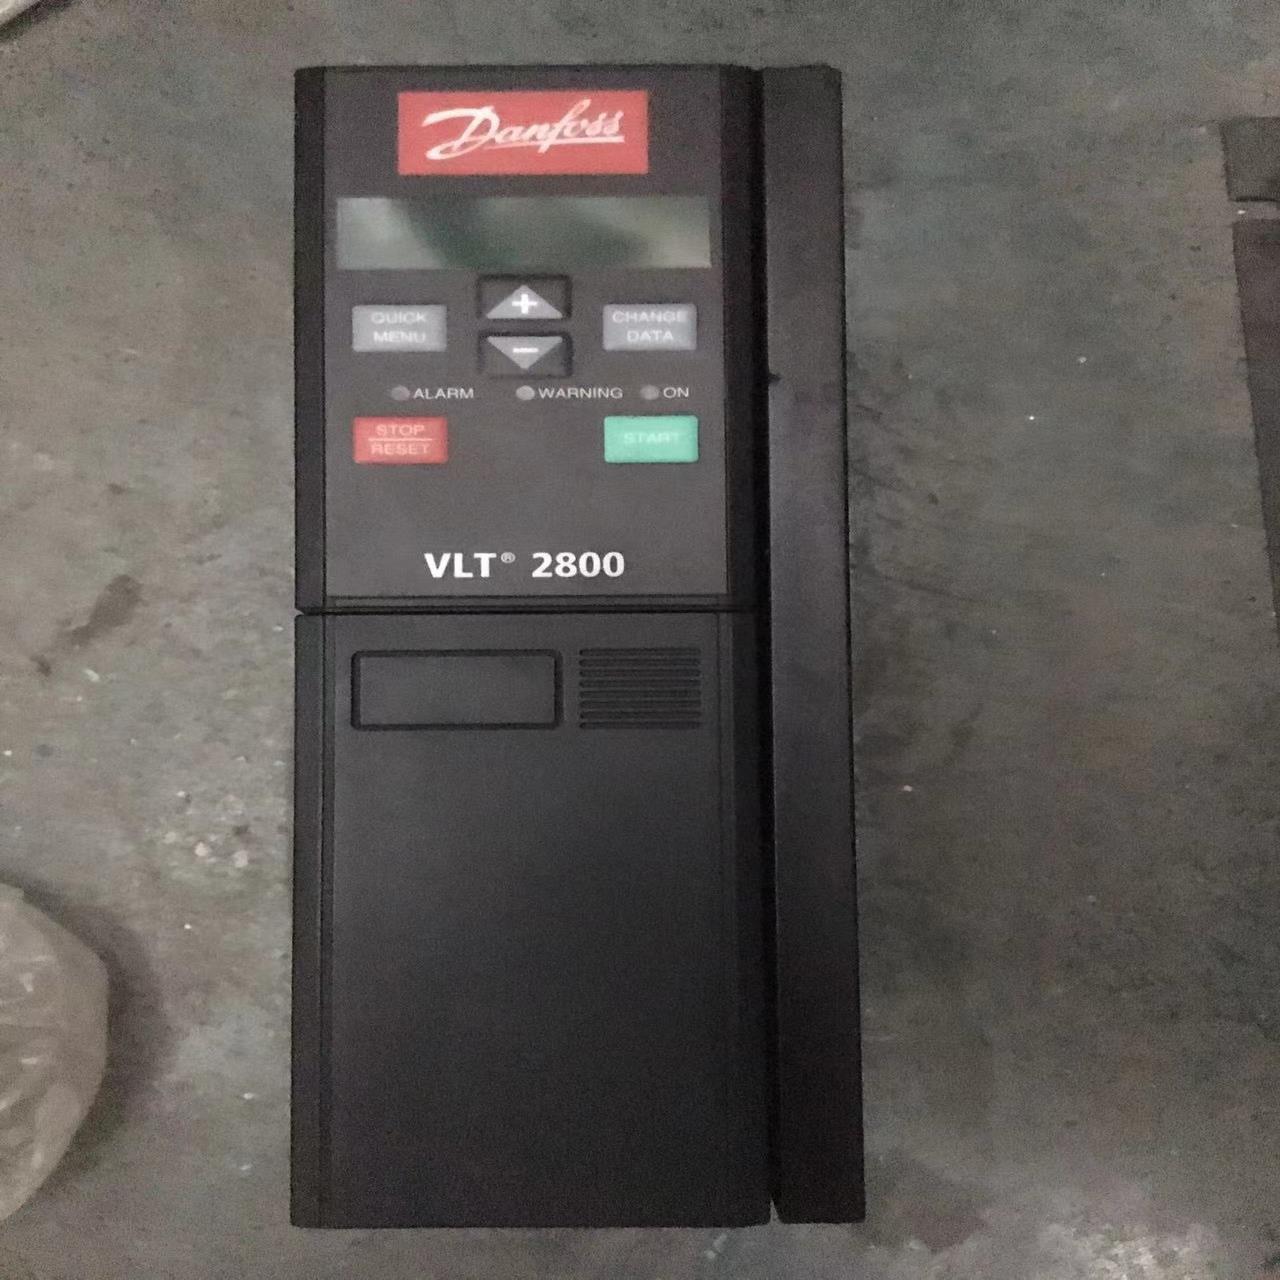 Danfoss
QUICK
MENU
+
-
CHANGE
DATA
ALARM
WARNING
ON
STOP
RESET
START
VLT® 2800